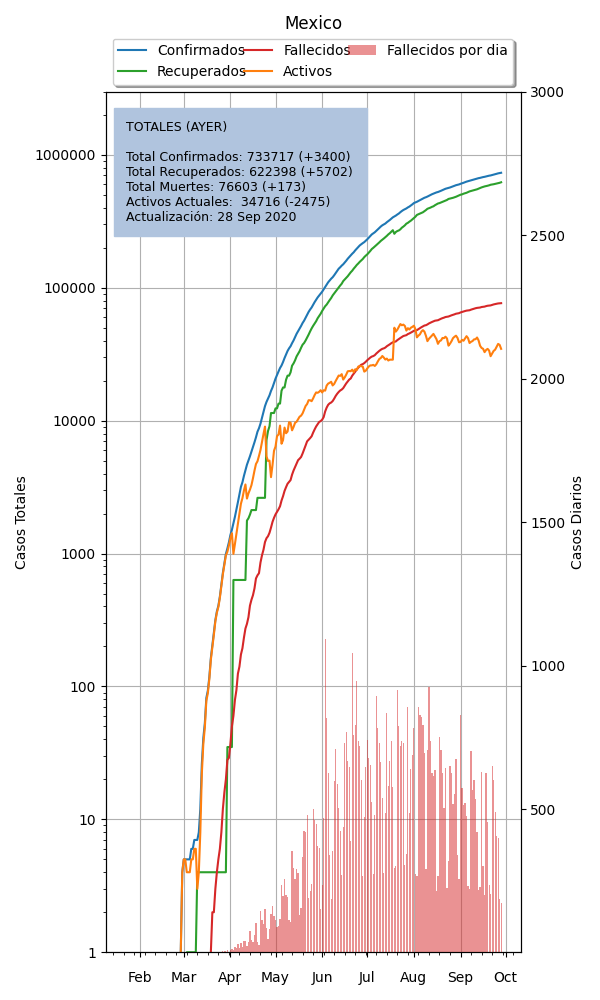 Mexico
Confirmados Fallecidos Fallecidos por dia
Recuperados Activos
TOTALES (AYER)
Total Confirmados: 733717 (+3400)
Total Recuperados: 622398 (+5702)
Total Muertes: 76603 (+173)
Activos Actuales:  34716 (-2475)
Actualización: 28 Sep 2020
Casos Totales
1000000
100000
10000
1000
100
10
1
3000
2500
2000
1500
1000
500
Casos Diarios
Feb Mar Apr May Jun Jul Aug Sep Oct